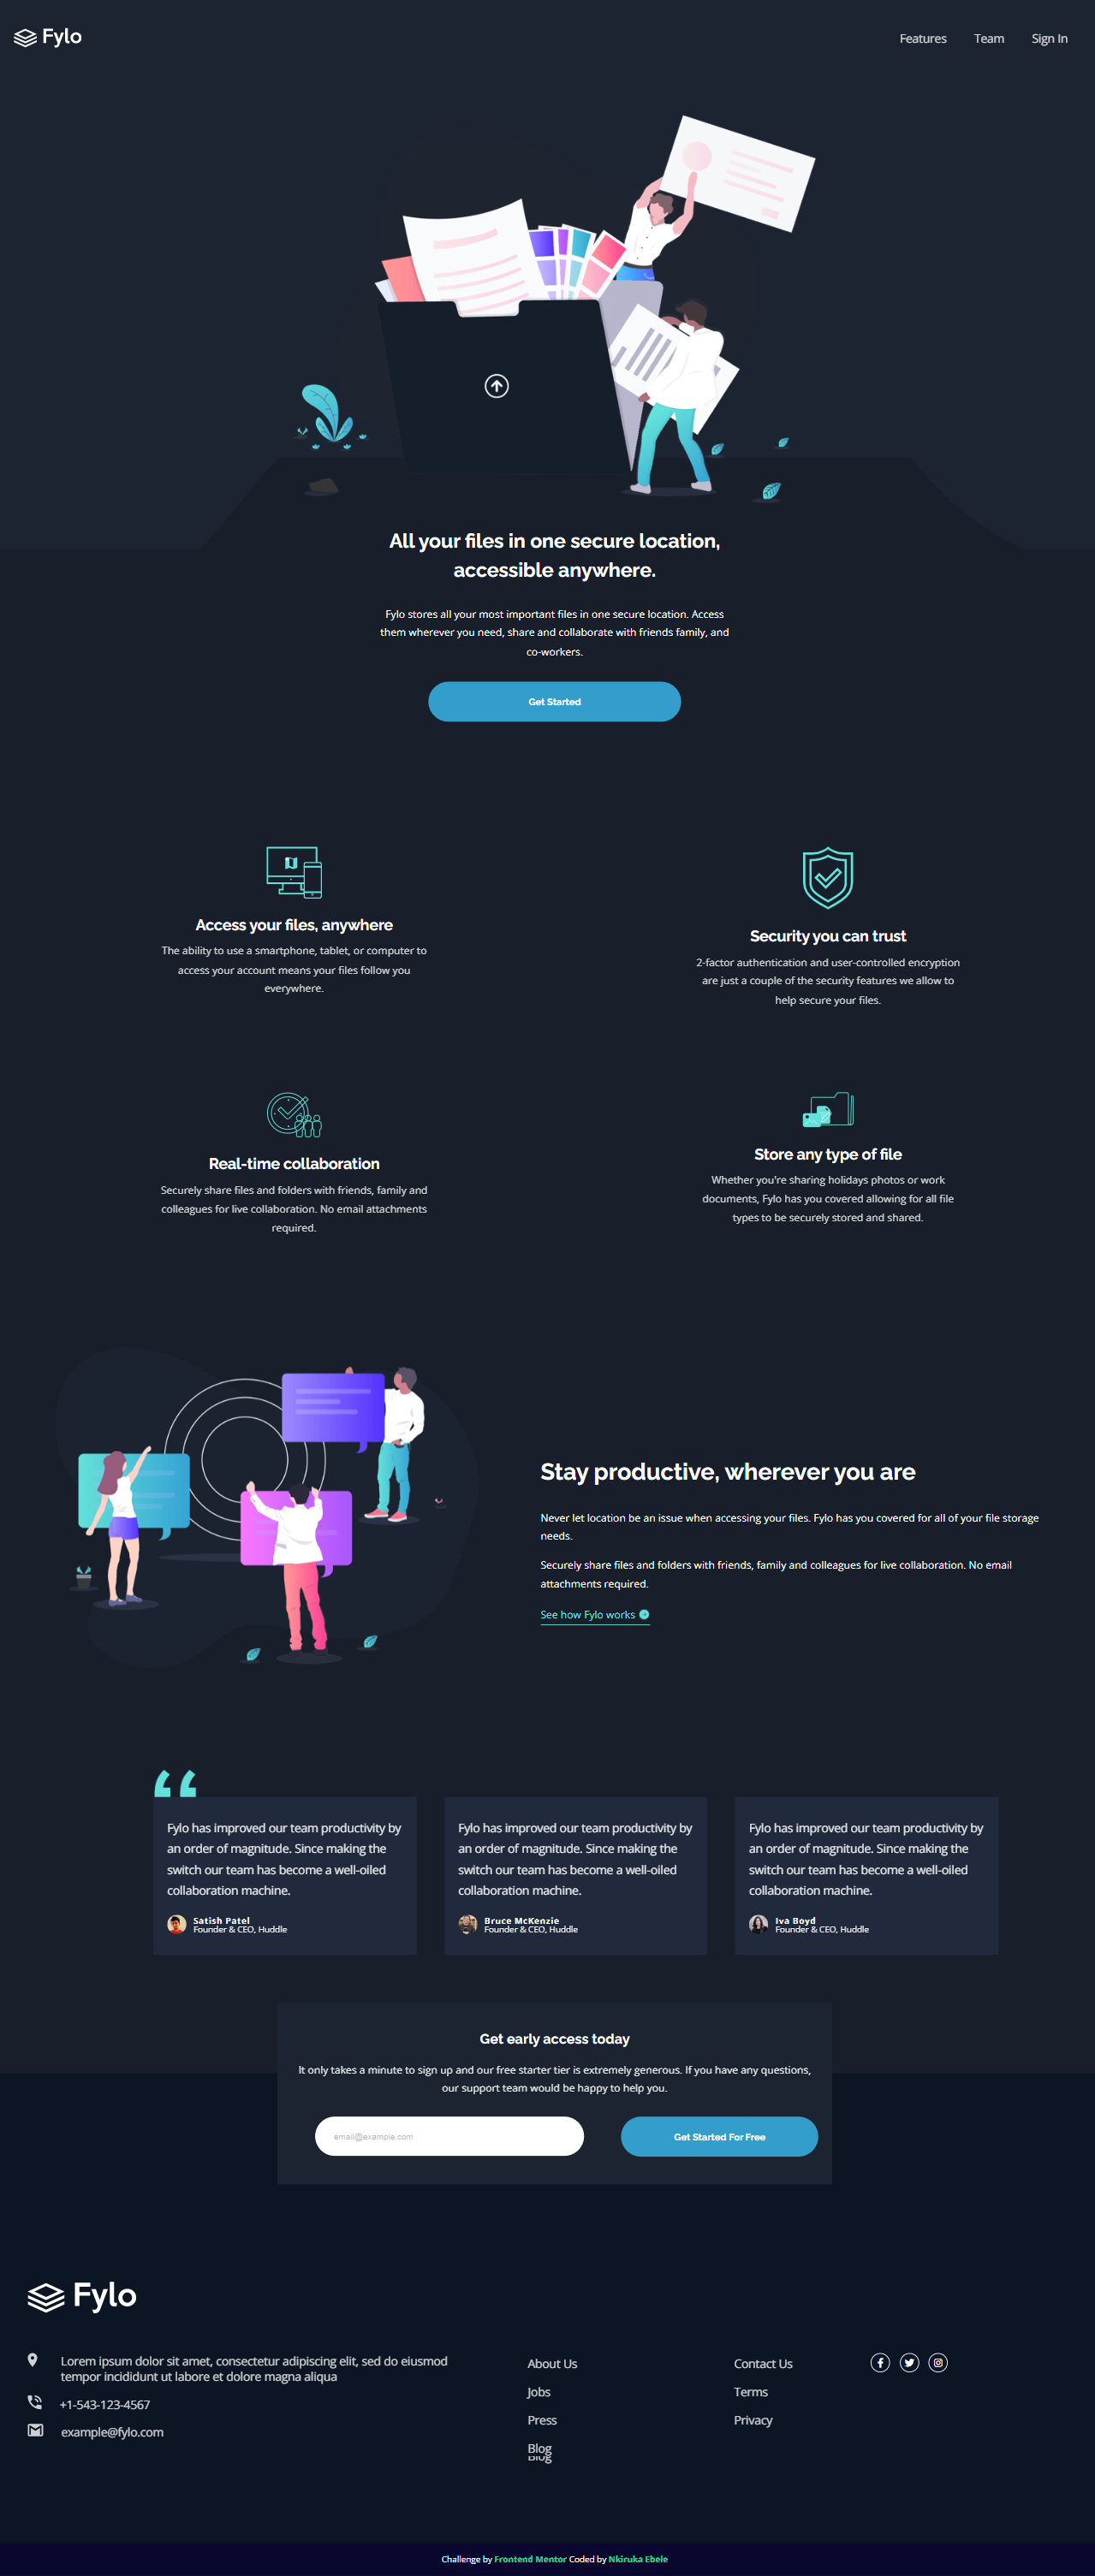 Fylo
Features Team Sign In
All your files in one secure location,
accessible anywhere.
Fylo stores all your most important files in one secure location. Access
them wherever you need, share and collaborate with friends family, and
co-workers.
Get Started
Access your files, anywhere
The ability to use a smartphone, tablet, or computer to
access your account means your files follow you
everywhere.
Security you can trust
2-factor authentication and user-controlled encryption
are just a couple of the security features we allow to
help secure your files.
Real-time collaboration
Securely share files and folders with friends, family and
colleagues for live collaboration. No email attachments
required.
Store any type of file
Whether you're sharing holidays photos or work
documents, Fylo has you covered allowing for all file
types to be securely stored and shared.
Stay productive, wherever you are
Never let location be an issue when accessing your files. Fylo has you covered for all of your file storage
needs.
Securely share files and folders with friends, family and colleagues for live collaboration. No email
attachments required.
See how Fylo works
Fylo has improved our team productivity by
an order of magnitude. Since making the
switch our team has become a well-oiled
collaboration machine.
Satish Patel
Founder & CEO, Huddle
Fylo has improved our team productivity by
an order of magnitude. Since making the
switch our team has become a well-oiled
collaboration machine.
Bruce McKenzie
Founder & CEO, Huddle
Fylo has improved our team productivity by
an order of magnitude. Since making the
switch our team has become a well-oiled
collaboration machine.
Iva Boyd
Founder & CEO, Huddle
Get early access today
It only takes a minute to sign up and our free starter tier is extremely generous. If you have any questions,
our support team would be happy to help you.
email@example.com
Get Started For Free
Fylo
Lorem ipsum dolor sit amet, consectetur adipiscing elit, sed do eiusmod
tempor incididunt ut labore et dolore magna aliqua
+1-543-123-4567
example@fylo.com
About Us
Jobs
Press
Blog
Blog
Contact Us
Terms
Privacy
Challenge by Frontend Mentor Coded by Nkiruka Ebele